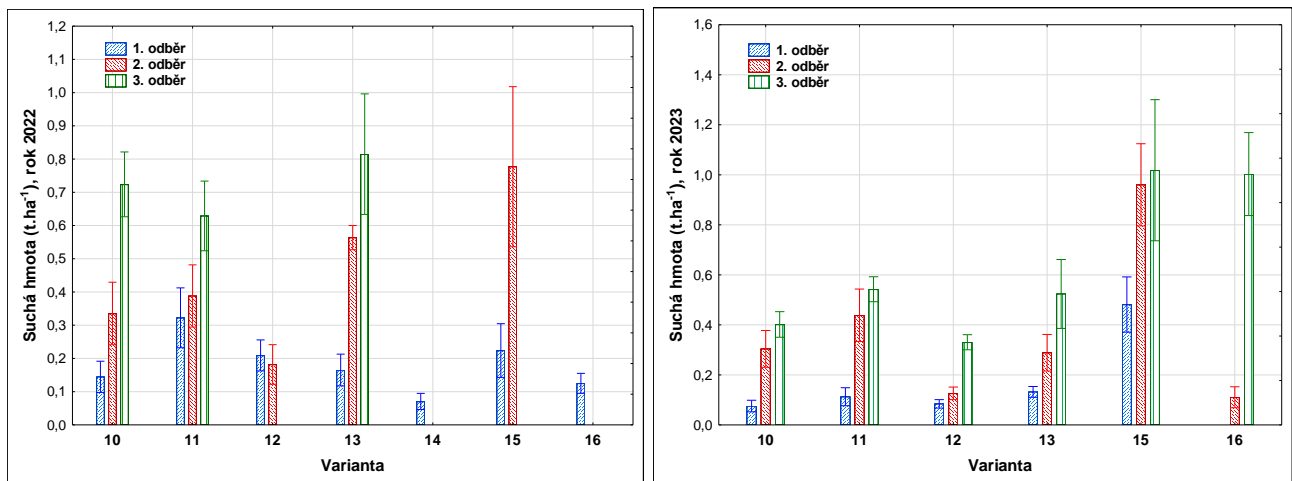 Suchá hmota (t.ha⁻¹), rok 2022
1,2
1,1
1,0
0,9
0,8
0,7
0,6
0,5
0,4
0,3
0,2
0,1
0,0
1. odběr
2. odběr
3. odběr
10 11 12 13 14 15 16
Varianta
Suchá hmota (t.ha⁻¹), rok 2023
1,6
1,4
1,2
1,0
0,8
0,6
0,4
0,2
0,0
1. odběr
2. odběr
3. odběr
10 11 12 13 15 16
Varianta